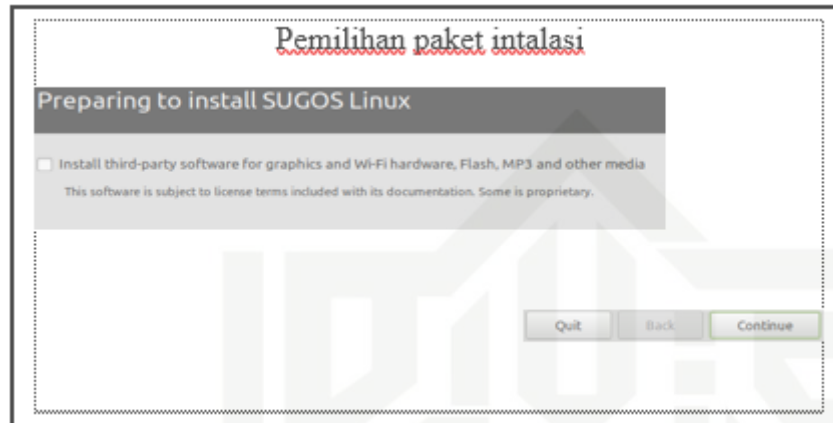 Pemilihan paket intalasi
Preparing to install SUGOS Linux
Install third-party software for graphics and Wi-Fi hardware, Flash, MP3 and other media
This software is subject to license terms included with its documentation. Some is proprietary.
Quit Back Continue